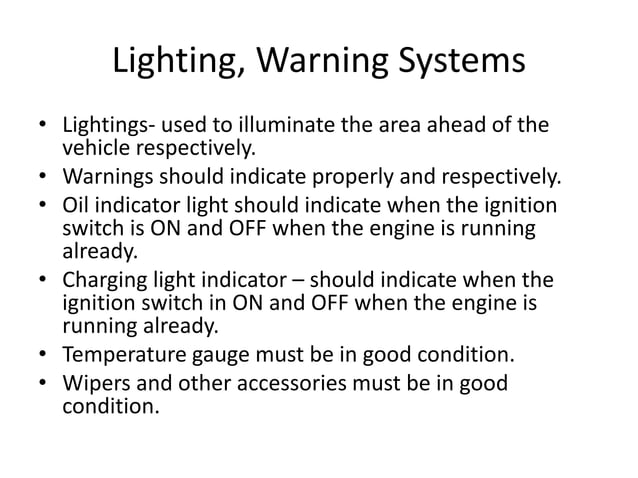 Lighting, Warning Systems
• Lightings- used to illuminate the area ahead of the
vehicle respectively.
• Warnings should indicate properly and respectively.
• Oil indicator light should indicate when the ignition
switch is ON and OFF when the engine is running
already.
• Charging light indicator – should indicate when the
ignition switch in ON and OFF when the engine is
running already.
• Temperature gauge must be in good condition.
• Wipers and other accessories must be in good
condition.